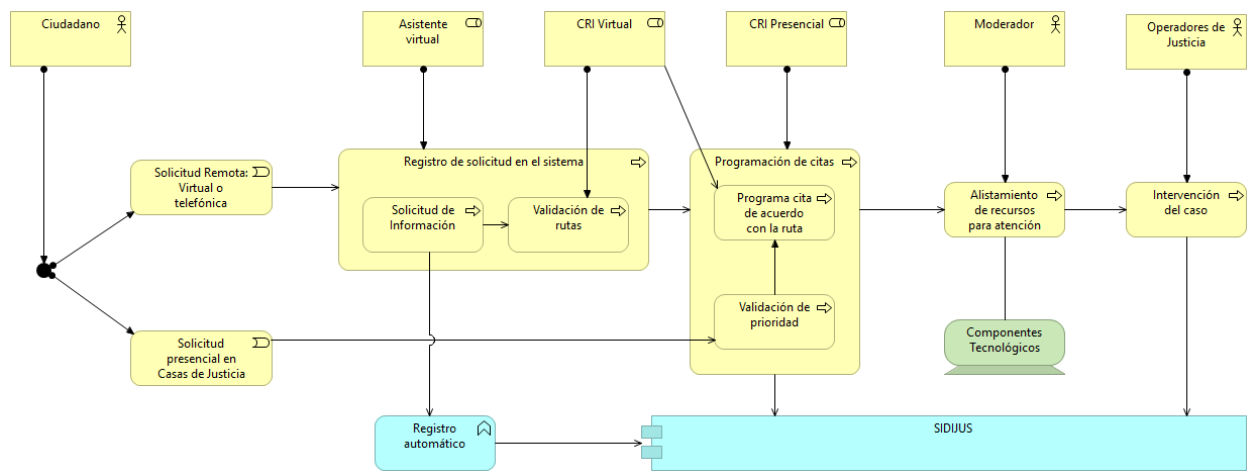 Ciudadano
Asistente
virtual
CRI Virtual
CRI Presencial
Moderador
Operadores de
Justicia
Solicitud Remota:
Virtual o
telefónica
Registro de solicitud en el sistema
Solicitud de
Información
Validación de
rutas
Programación de citas
Programa cita
de acuerdo
con la ruta
Validación de
prioridad
Alistamiento
de recursos
para atención
Intervención
del caso
Solicitud
presencial en
Casas de Justicia
Componentes
Tecnológicos
Registro
automático
SIDIJUS